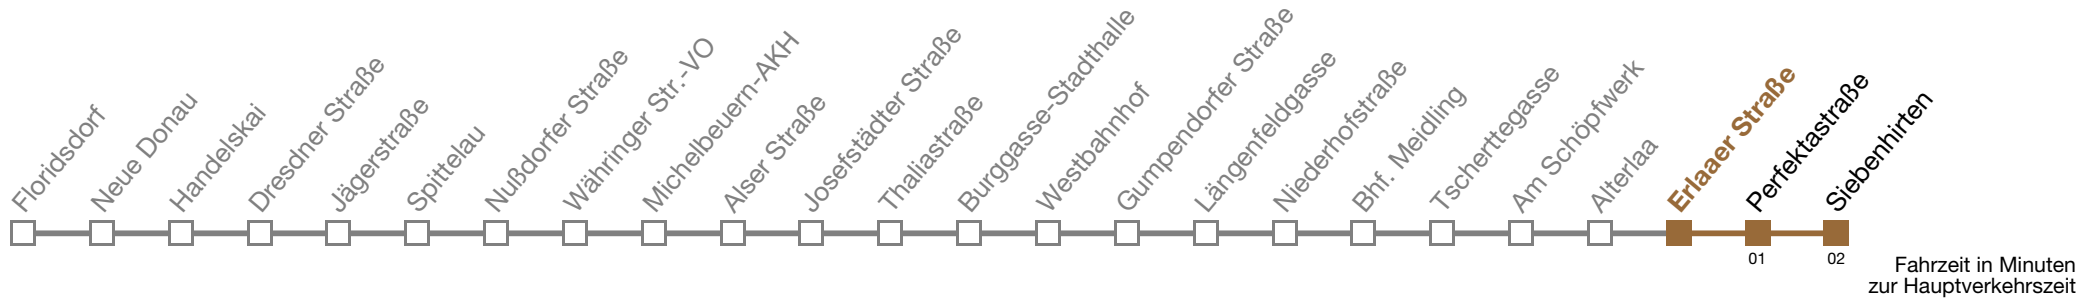 Floridsdorf
Neue Donau
Handelskai
Dresdner Straße
Jägerstraße
Spittelau
Nußdorfer Straße
Währinger Str.-VO
Michelbeuern-AKH
Alser Straße
Josefstädter Straße
Thaliastraße
Burggasse-Stadthalle
Westbahnhof
Gumpendorfer Straße
Längenfeldgasse
Niederhofstraße
Bhf. Meidling
Tscherttegasse
Am Schöpfwerk
Alterlaa
Erlaaer Straße
Perfektastraße
Siebenhirten
01
02
Fahrzeit in Minuten
zur Hauptverkehrszeit